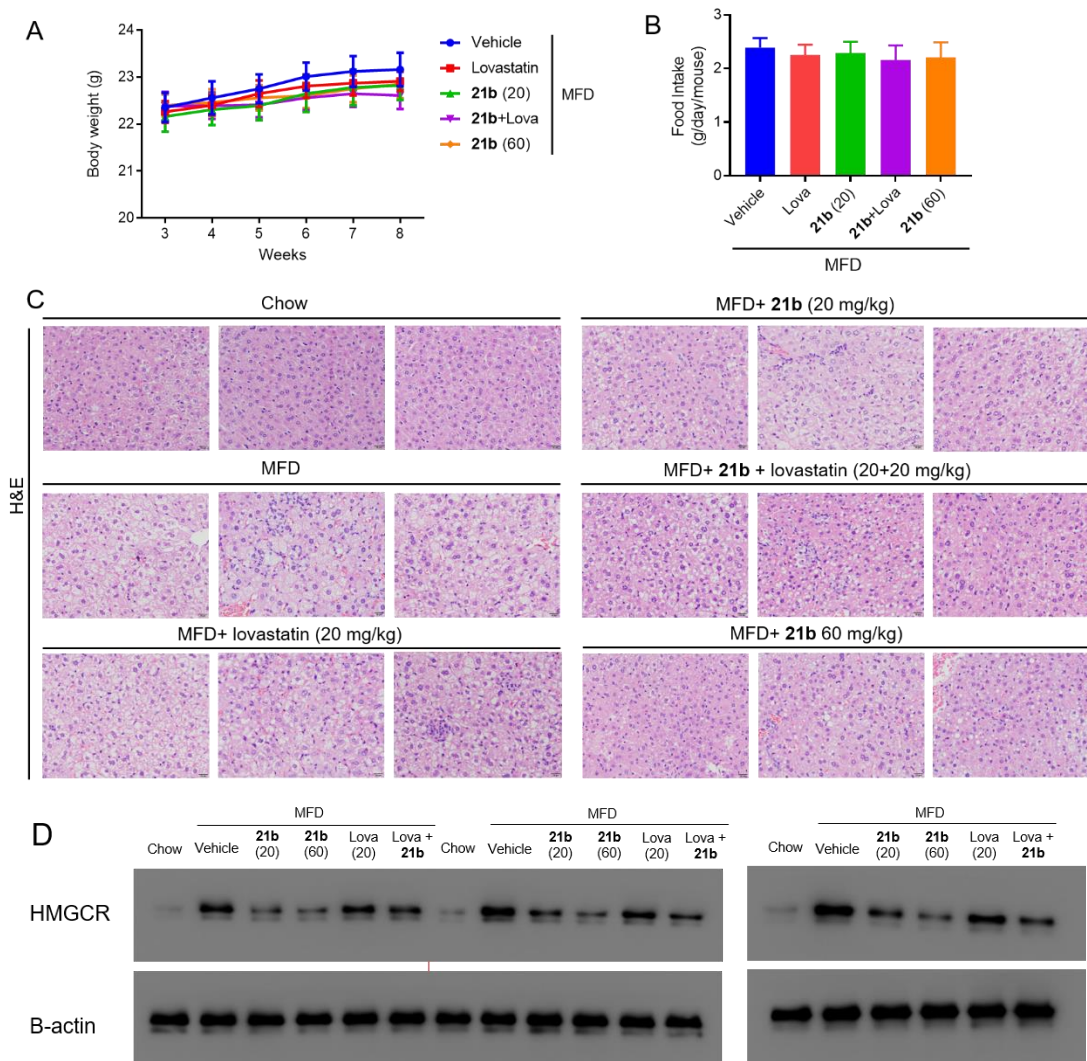 A
Body weight (g)
24
23
22
21
20
3 4 5 6 7 8
Weeks
Vehicle
Lovastatin
21b (20)
21b+Lova
21b (60)
MFD
B
Food Intake
(g/day/mouse)
3
2
1
0
Vehicle
Lova
21b (20)
21b+Lova
21b (60)
MFD
C
H&E
Chow
MFD+ 21b (20 mg/kg)
MFD
MFD+ 21b + lovastatin (20+20 mg/kg)
MFD+ lovastatin (20 mg/kg)
MFD+ 21b 60 mg/kg)
D
MFD MFD MFD
Chow Vehicle 21b (20) 21b (60) Lova (20) Lova + 21b Chow Vehicle 21b (20) 21b (60) Lova (20) Lova + 21b Chow Vehicle 21b (20) 21b (60) Lova (20) Lova + 21b
HMGCR
B-actin